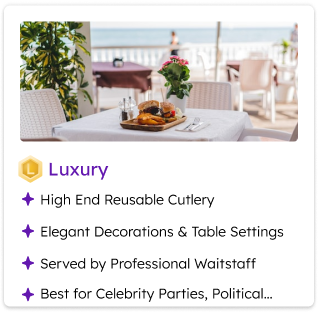 L
Luxury
High End Reusable Cutlery
Elegant Decorations & Table Settings
Served by Professional Waitstaff
Best for Celebrity Parties, Political...